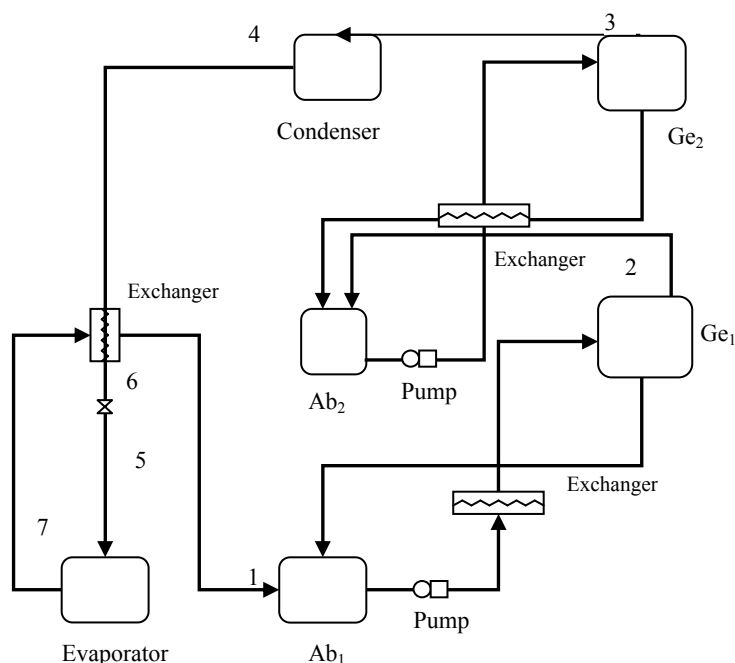 4
3
Condenser
Ge₂
Exchanger
2
Exchanger
Ge₁
6
Ab₂
Pump
5
Exchanger
7
1
Pump
Evaporator
Ab₁